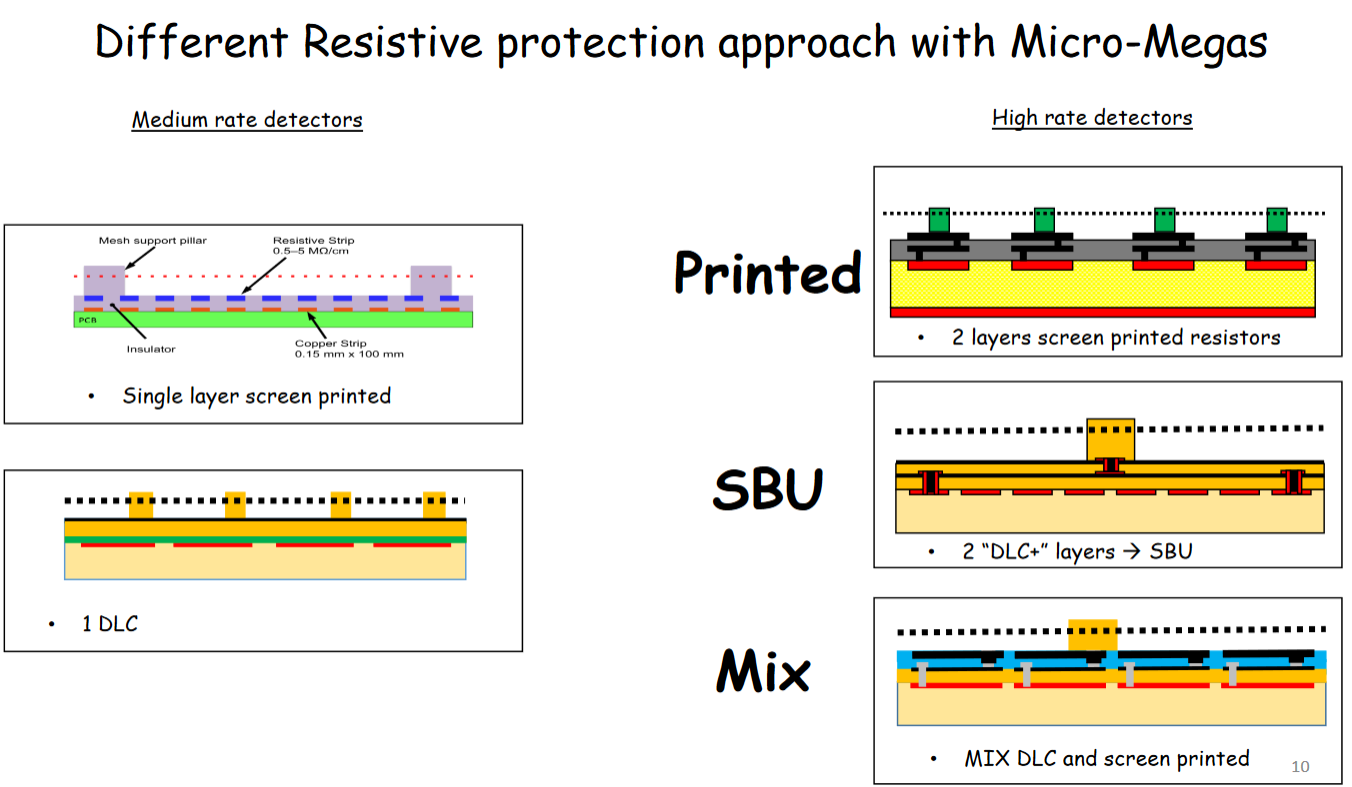 Different Resistive protection approach with Micro-Megas
Medium rate detectors
High rate detectors
Mesh support pillar
Resistive Strip
0.5–5 MΩ/cm
PCB
Insulator
Copper Strip
0.15 mm x 100 mm
• Single layer screen printed
• 1 DLC
Printed
• 2 layers screen printed resistors
SBU
• 2 “DLC+” layers → SBU
Mix
• MIX DLC and screen printed
10